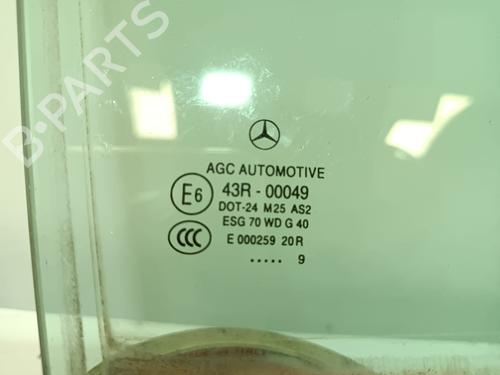 B-PARTS
AGC AUTOMOTIVE
E6
43R - 00049
DOT-24 M25 AS2
ESG 70 WD G 40
CCC
E 000259 20R
..... 9